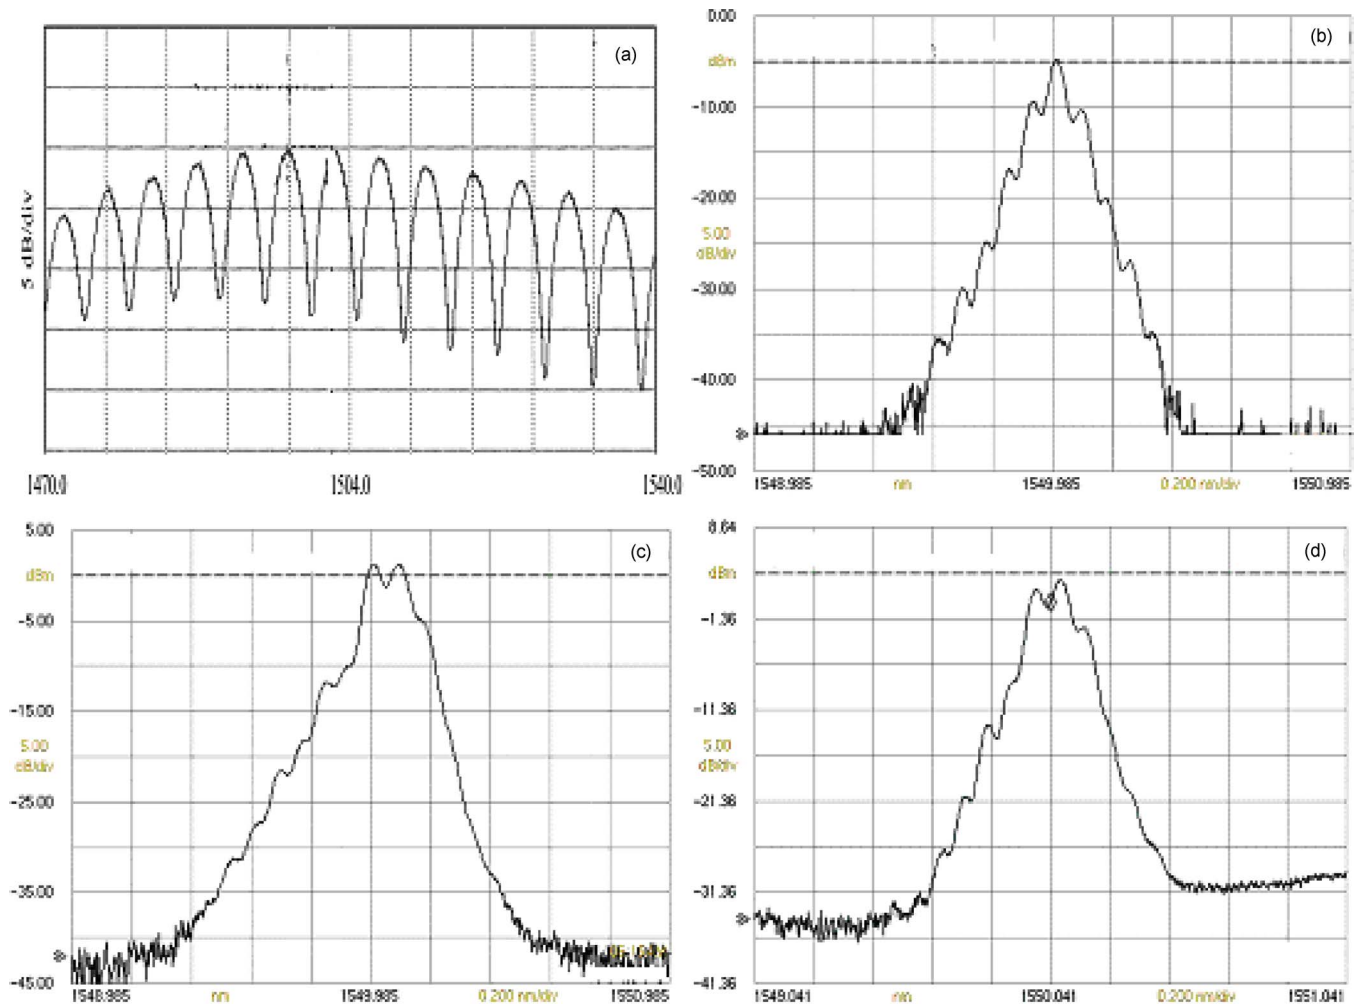 (a)
5 dB/div
1470.0 1504.0 1540.0
(b)
0.00
dBm
-10.00
-20.00
5.00
dB/div
-30.00
-40.00
-50.00
1548.985 nm 1549.985 0.200 nm/div 1550.985
(c)
5.00
dBm
-5.00
-15.00
5.00
dB/div
-25.00
-35.00
-45.00
1548.985 nm 1549.985 0.200 nm/div 1550.985
(d)
8.64
dBm
-1.36
-11.36
5.00
dB/div
-21.36
-31.36
-41.36
1549.041 nm 1550.041 0.200 nm/div 1551.041